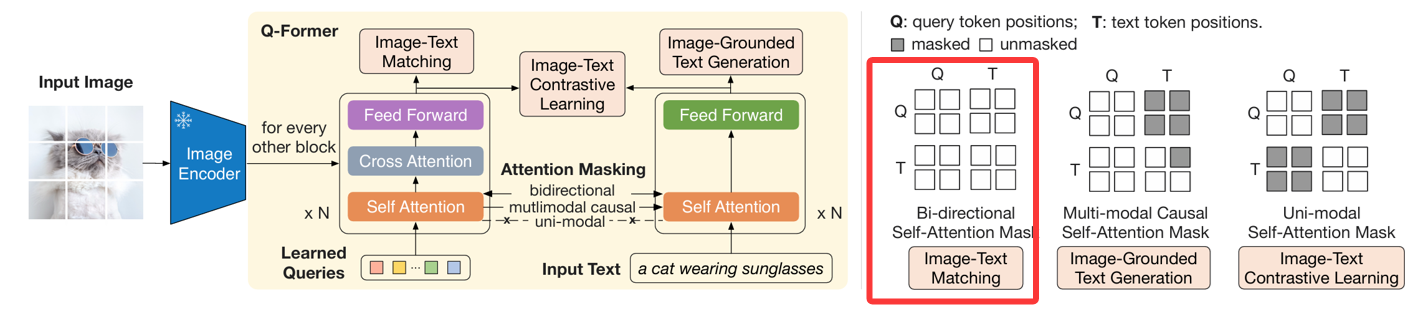 Q-Former
Image-Text
Matching
Image-Text
Contrastive
Learning
Image-Grounded
Text Generation
Input Image
Image
Encoder
for every
other block
Feed Forward
Cross Attention
Self Attention
x N
Attention Masking
bidirectional
mutlimodal causal
x uni-modal x
Feed Forward
Self Attention
x N
Learned
Queries
...
Input Text
a cat wearing sunglasses
Q: query token positions; T: text token positions.
masked unmasked
Q T
Q
T
Bi-directional
Self-Attention Mask
Image-Text
Matching
Q T
Q
T
Multi-modal Causal
Self-Attention Mask
Image-Grounded
Text Generation
Q T
Q
T
Uni-modal
Self-Attention Mask
Image-Text
Contrastive Learning